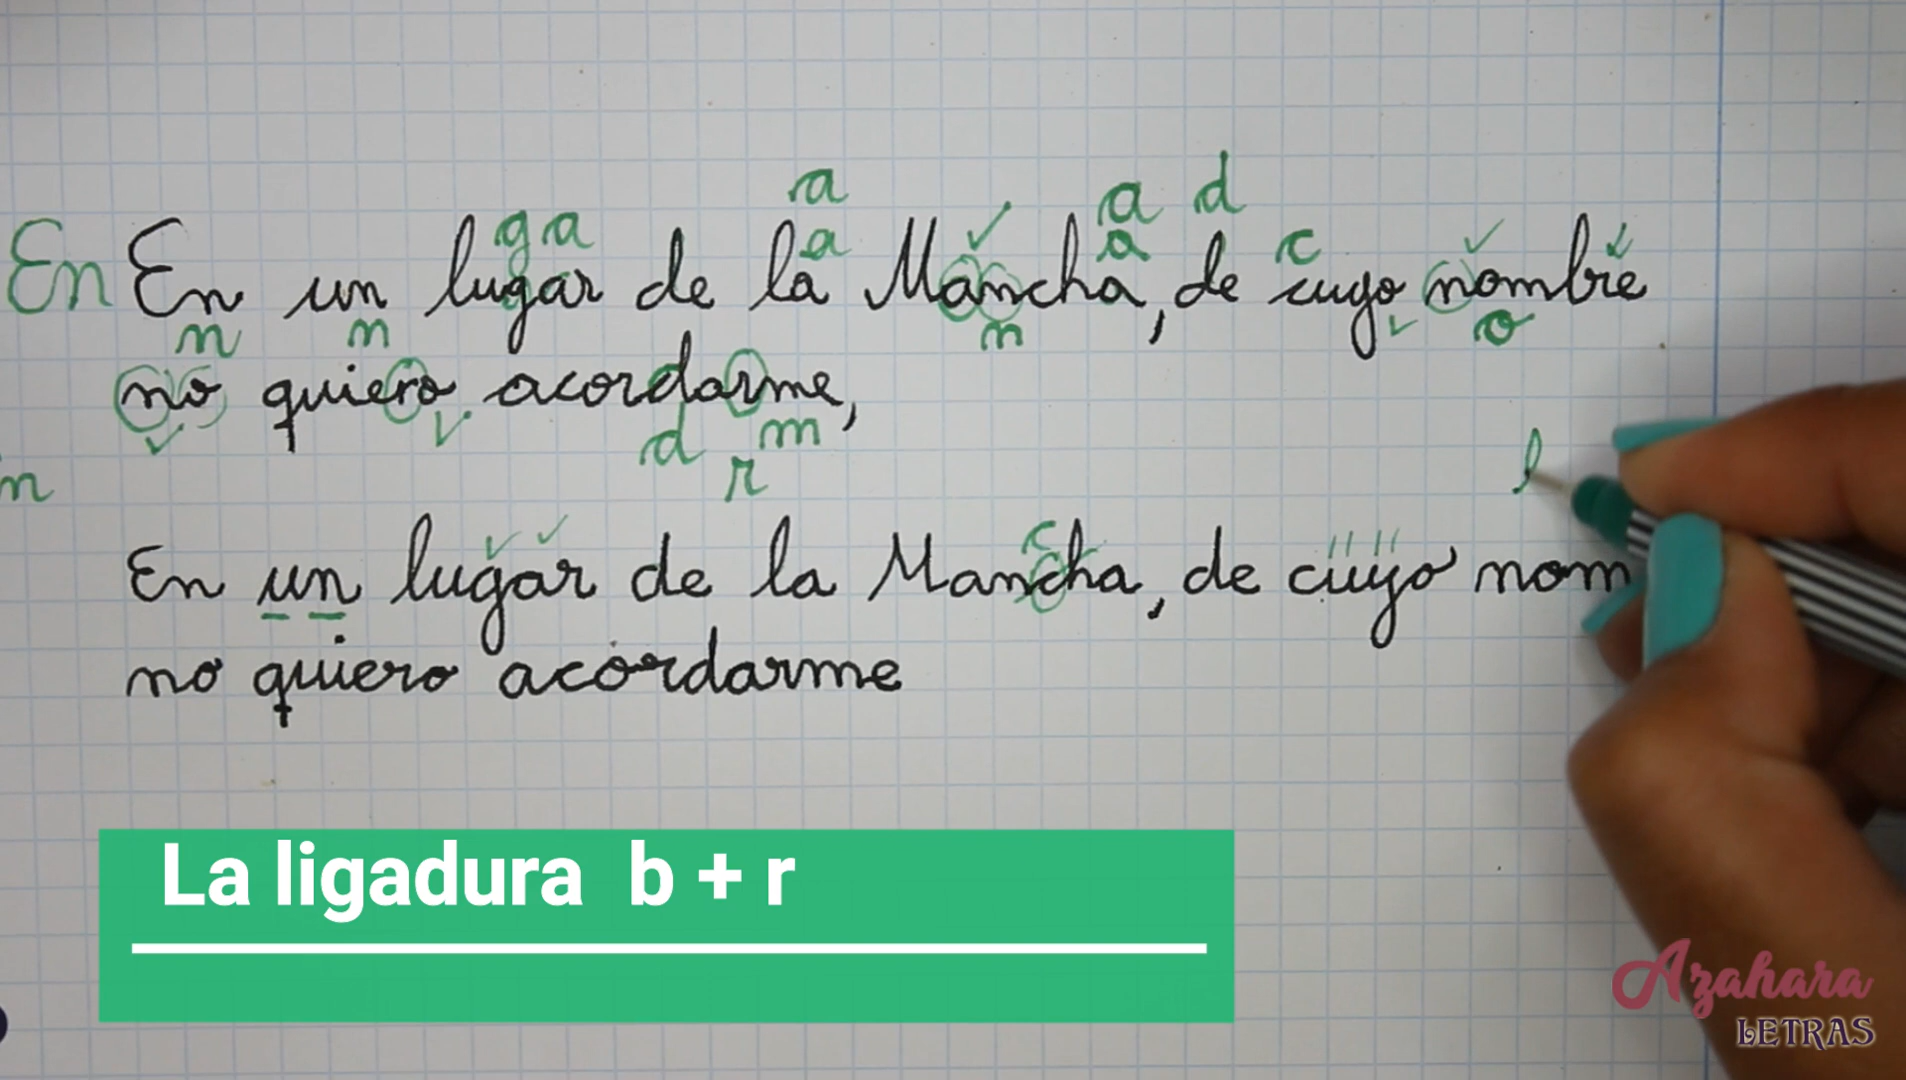 a
a d
ga a a c
En En un lugar de la Mancha, de cuyo nombre
n n n o
no quiero acordarme,
d m
n r
c
En un lugar de la Mancha, de cuyo nom
no quiero acordarme
La ligadura b + r
Azahara
LETRAS